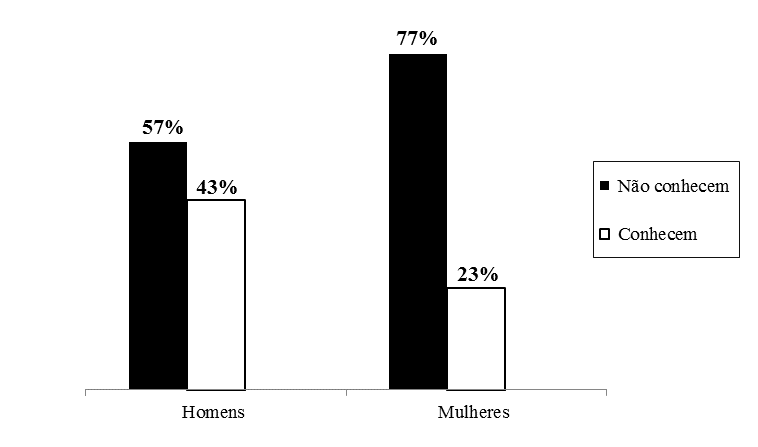 77%
57%
43%
23%
Não conhecem
Conhecem
Homens
Mulheres